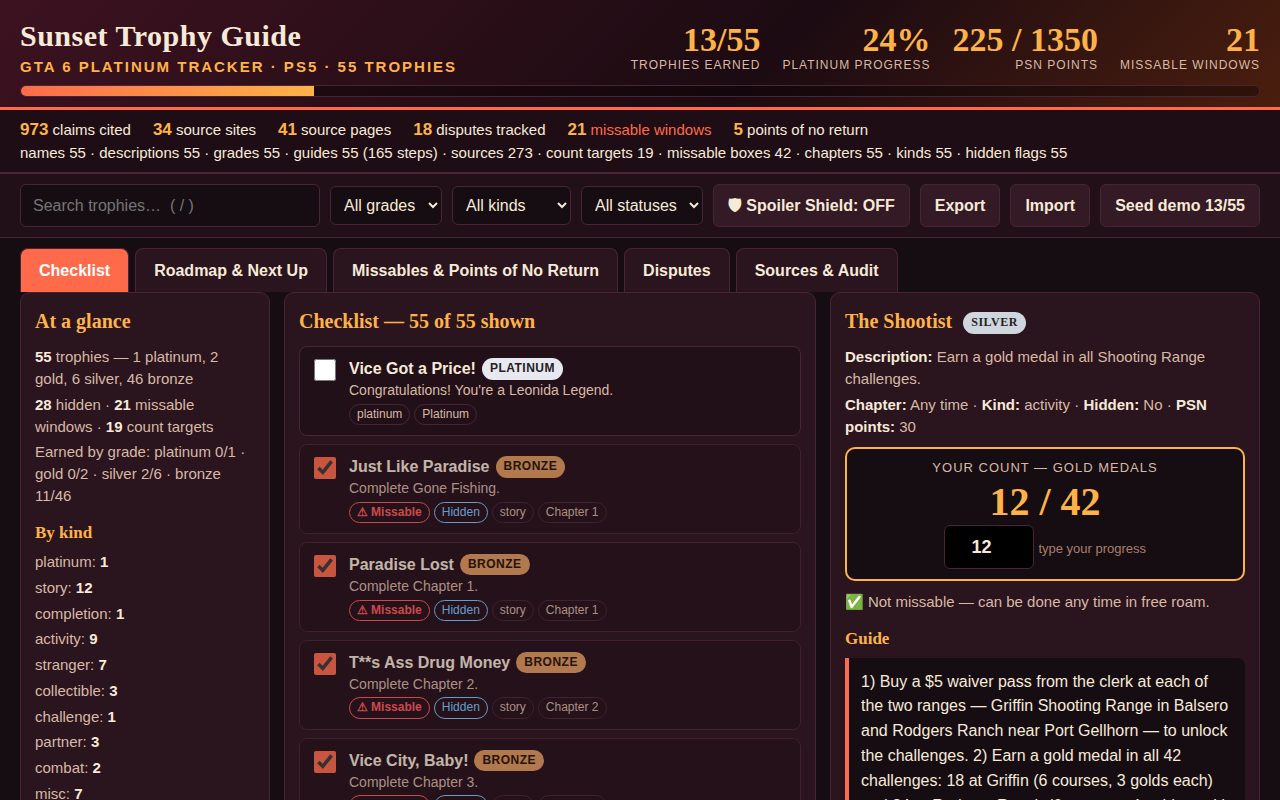 Sunset Trophy Guide
GTA 6 PLATINUM TRACKER · PS5 · 55 TROPHIES
13/55
TROPHIES EARNED
24%
PLATINUM PROGRESS
225 / 1350
PSN POINTS
21
MISSABLE WINDOWS
973 claims cited 34 source sites 41 source pages 18 disputes tracked 21 missable windows 5 points of no return
names 55 · descriptions 55 · grades 55 · guides 55 (165 steps) · sources 273 · count targets 19 · missable boxes 42 · chapters 55 · kinds 55 · hidden flags 55
Search trophies… ( / )
All grades
All kinds
All statuses
Spoiler Shield: OFF
Export
Import
Seed demo 13/55
Checklist
Roadmap & Next Up
Missables & Points of No Return
Disputes
Sources & Audit
At a glance
55 trophies — 1 platinum, 2
gold, 6 silver, 46 bronze
28 hidden · 21 missable
windows · 19 count targets
Earned by grade: platinum 0/1 ·
gold 0/2 · silver 2/6 · bronze
11/46
By kind
platinum: 1
story: 12
completion: 1
activity: 9
stranger: 7
collectible: 3
challenge: 1
partner: 3
combat: 2
misc: 7
Checklist — 55 of 55 shown
Vice Got a Price! PLATINUM
Congratulations! You're a Leonida Legend.
platinum Platinum
Just Like Paradise BRONZE
Complete Gone Fishing.
⚠ Missable Hidden story Chapter 1
Paradise Lost BRONZE
Complete Chapter 1.
⚠ Missable Hidden story Chapter 1
T**s Ass Drug Money BRONZE
Complete Chapter 2.
⚠ Missable Hidden story Chapter 2
Vice City, Baby! BRONZE
Complete Chapter 3.
The Shootist SILVER
Description: Earn a gold medal in all Shooting Range
challenges.
Chapter: Any time · Kind: activity · Hidden: No · PSN
points: 30
YOUR COUNT — GOLD MEDALS
12 / 42
12 type your progress
✅ Not missable — can be done any time in free roam.
Guide
1) Buy a $5 waiver pass from the clerk at each of
the two ranges — Griffin Shooting Range in Balsero
and Rodgers Ranch near Port Gellhorn — to unlock
the challenges. 2) Earn a gold medal in all 42
challenges: 18 at Griffin (6 courses, 3 golds each)